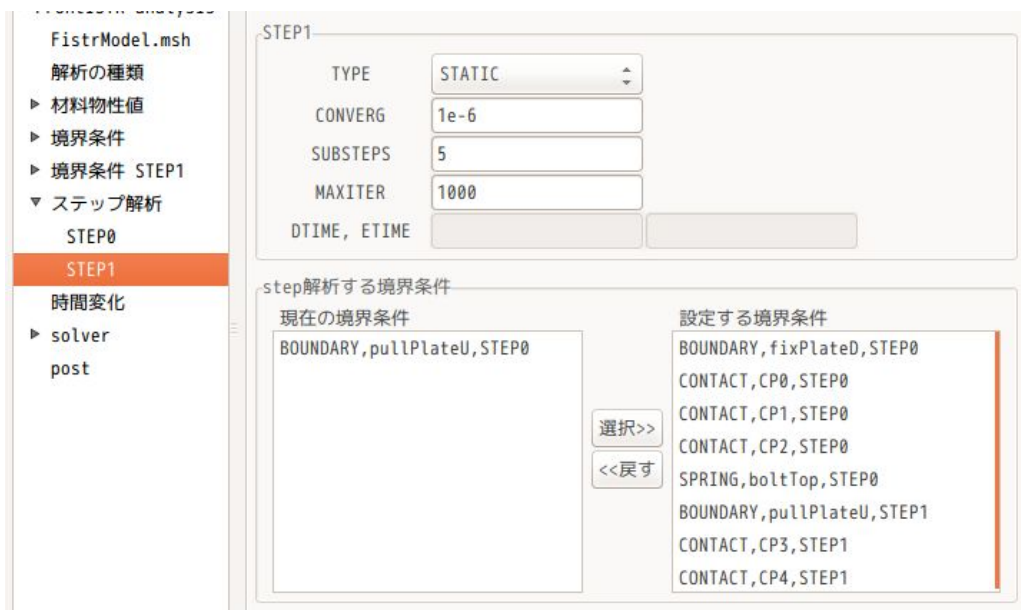 FrontISTR analysis
FistrModel.msh
解析の種類
材料物性値
境界条件
境界条件 STEP1
ステップ解析
STEP0
STEP1
時間変化
solver
post
STEP1
TYPE STATIC
CONVERG 1e-6
SUBSTEPS 5
MAXITER 1000
DTIME, ETIME
step解析する境界条件
現在の境界条件
BOUNDARY,pullPlateU,STEP0
選択>>
<<戻す
設定する境界条件
BOUNDARY,fixPlateD,STEP0
CONTACT,CP0,STEP0
CONTACT,CP1,STEP0
CONTACT,CP2,STEP0
SPRING,boltTop,STEP0
BOUNDARY,pullPlateU,STEP1
CONTACT,CP3,STEP1
CONTACT,CP4,STEP1